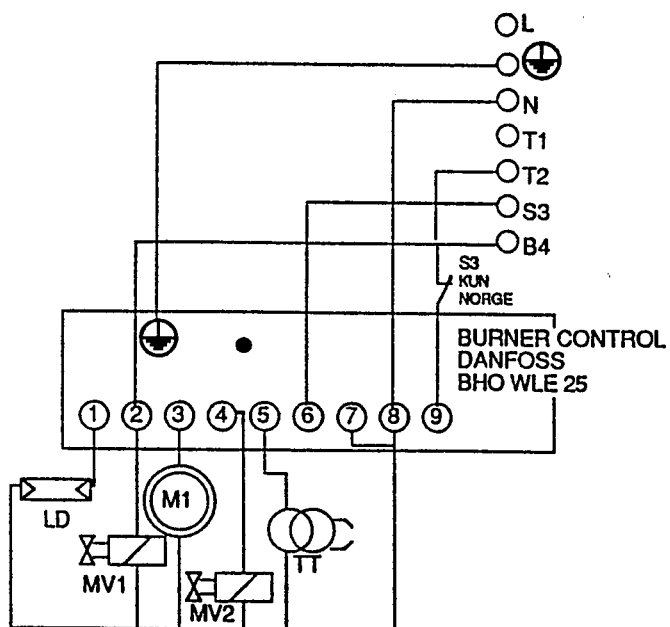 L
N
T1
T2
S3
B4
S3
KUN
NORGE
BURNER CONTROL
DANFOSS
BHO WLE 25
1 2 3 4 5 6 7 8 9
M1
LD
MV1
MV2